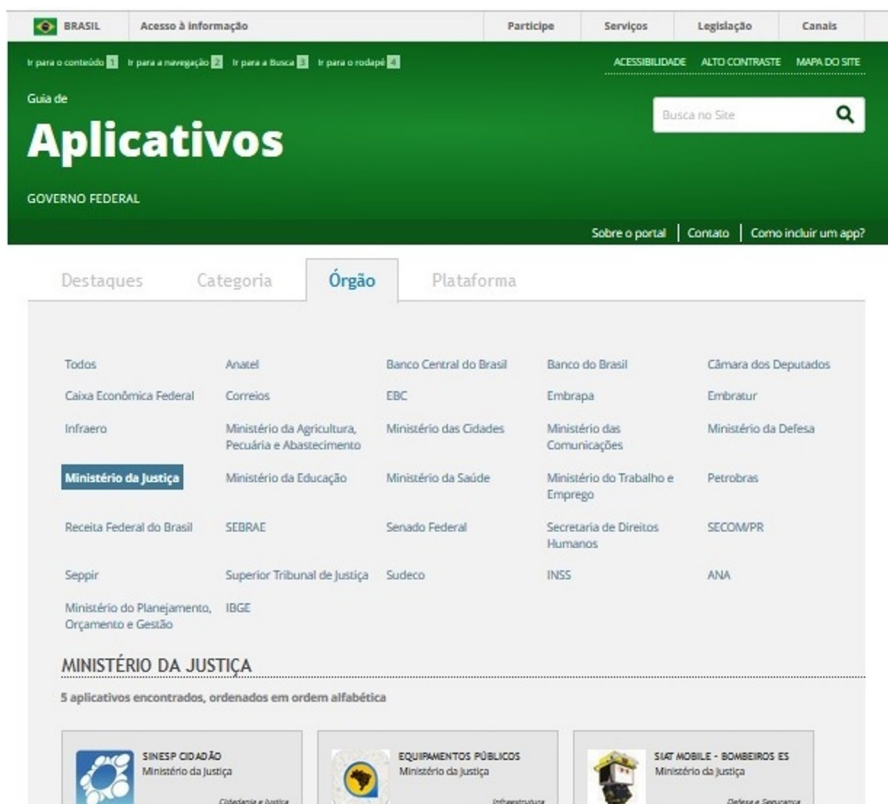 BRASIL Acesso à informação Participe Serviços Legislação Canais
Ir para o conteúdo 1 Ir para a navegação 2 Ir para a Busca 3 Ir para o rodapé 4 ACESSIBILIDADE ALTO CONTRASTE MAPA DO SITE
Guia de
Busca no Site
Aplicativos
GOVERNO FEDERAL
Sobre o portal Contato Como incluir um app?
Destaques Categoria Órgão Plataforma
Todos Anatel Banco Central do Brasil Banco do Brasil Câmara dos Deputados
Caixa Econômica Federal Correios EBC Embrapa Embratur
Infraero Ministério da Agricultura, Ministério das Cidades Ministério das Ministério da Defesa
Pecuária e Abastecimento Comunicações
Ministério da Justiça Ministério da Educação Ministério da Saúde Ministério do Trabalho e Petrobras
Emprego
Receita Federal do Brasil SEBRAE Senado Federal Secretaria de Direitos SECOM/PR
Humanos
Seppir Superior Tribunal de Justiça Sudeco INSS ANA
Ministério do Planejamento, IBGE
Orçamento e Gestão
MINISTÉRIO DA JUSTIÇA
5 aplicativos encontrados, ordenados em ordem alfabética
SINESP CIDADÃO EQUIPAMENTOS PÚBLICOS SIAT MOBILE - BOMBEIROS ES
Ministério da Justiça Ministério da Justiça Ministério da Justiça
Cidadania e Justiça Infraestrutura Defesa e Segurança